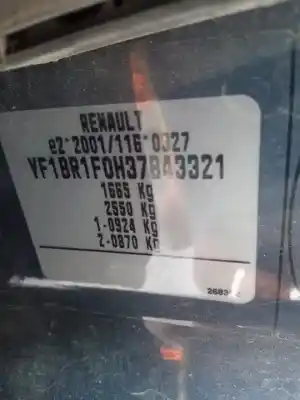 RENAULT
e2*2001/116*0327
VF1BR1F0H37843321
1665 Kg
2550 Kg
1-0924 Kg
2-0870 Kg